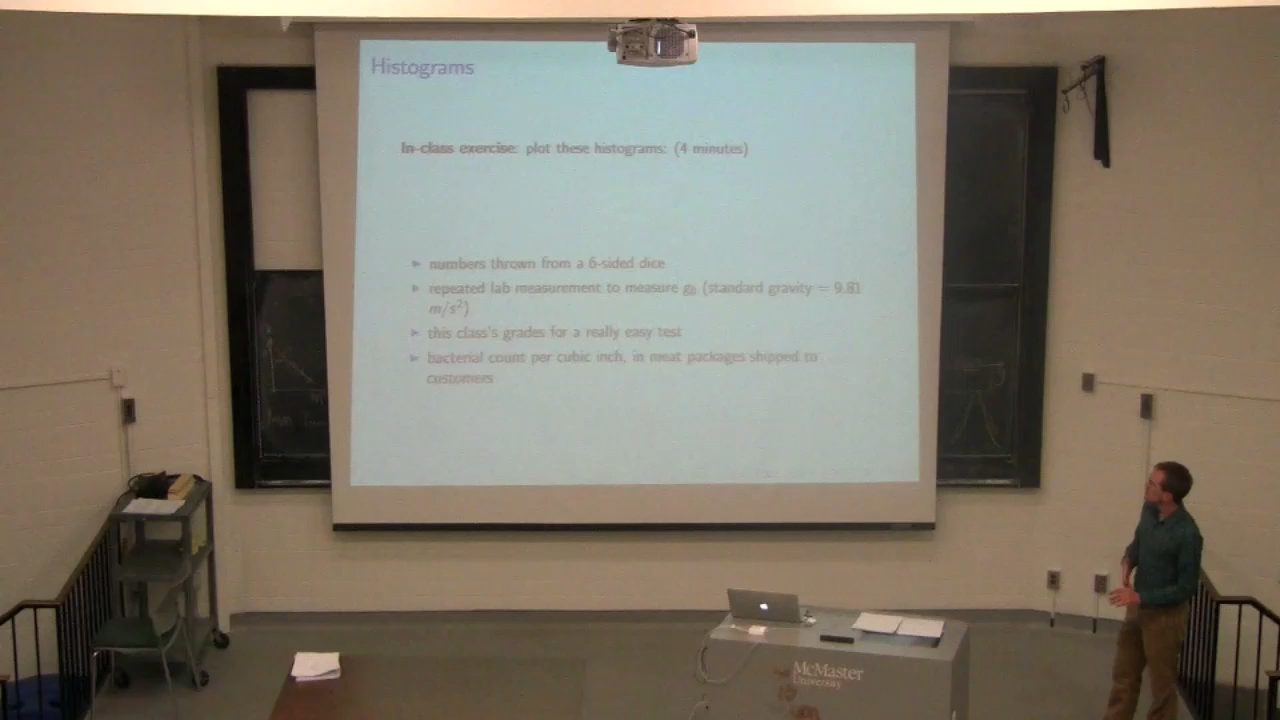 Histograms
In-class exercise: plot these histograms: (4 minutes)
▶ numbers thrown from a 6-sided dice
▶ repeated lab measurement to measure g₀ (standard gravity = 9.81
m/s²)
▶ this class's grades for a really easy test
▶ bacterial count per cubic inch, in meat packages shipped to
customers
McMaster
University